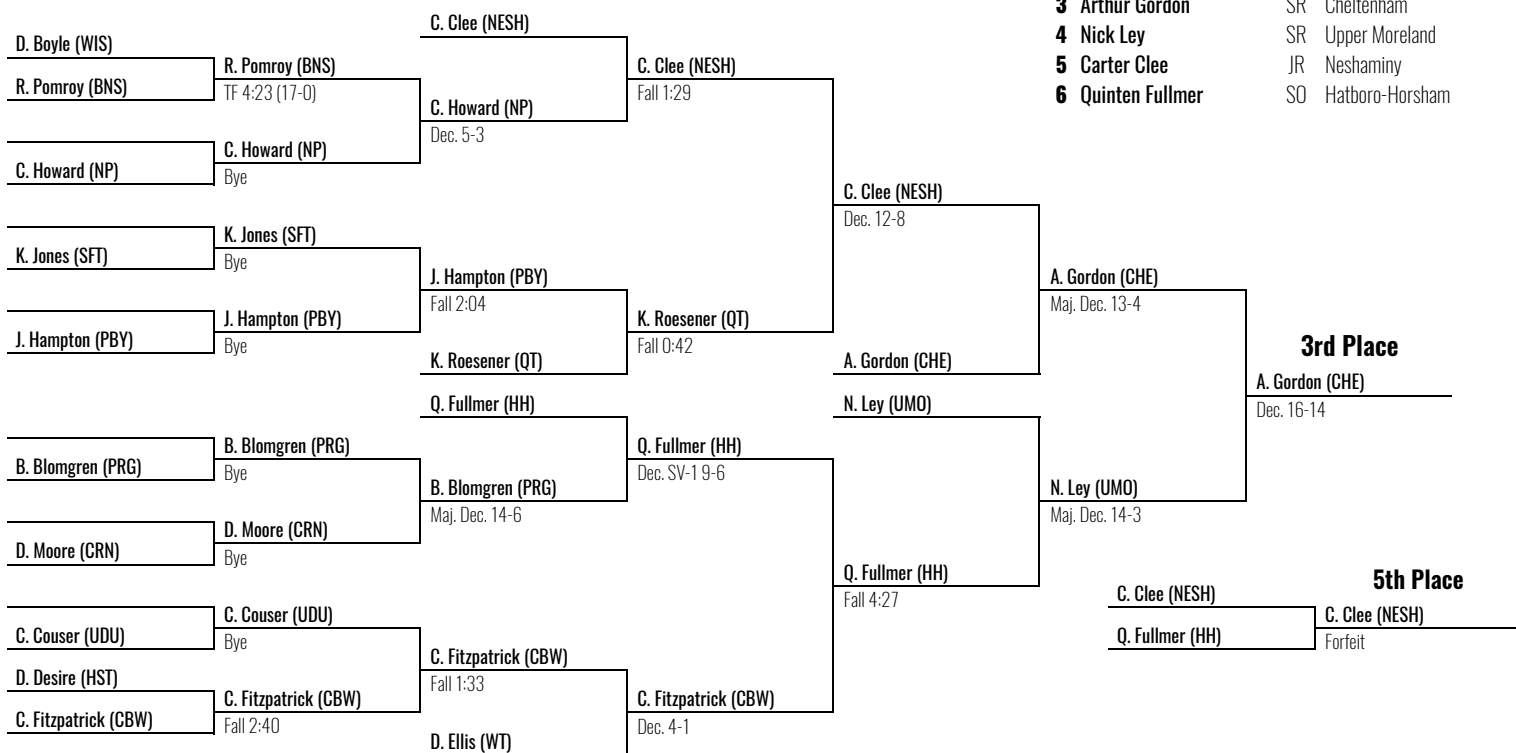 3 Arthur Gordon SR Cheltenham
4 Nick Ley SR Upper Moreland
5 Carter Clee JR Neshaminy
6 Quinten Fullmer SO Hatboro-Horsham
D. Boyle (WIS)
R. Pomroy (BNS)
C. Howard (NP)
K. Jones (SFT)
J. Hampton (PBY)
B. Blomgren (PRG)
D. Moore (CRN)
C. Couser (UDU)
D. Desire (HST)
C. Fitzpatrick (CBW)
R. Pomroy (BNS)
TF 4:23 (17-0)
C. Howard (NP)
Bye
K. Jones (SFT)
Bye
J. Hampton (PBY)
Bye
B. Blomgren (PRG)
Bye
D. Moore (CRN)
Bye
C. Couser (UDU)
Bye
C. Fitzpatrick (CBW)
Fall 2:40
C. Clee (NESH)
C. Howard (NP)
Dec. 5-3
J. Hampton (PBY)
Fall 2:04
K. Roesener (QT)
Q. Fullmer (HH)
B. Blomgren (PRG)
Maj. Dec. 14-6
C. Fitzpatrick (CBW)
Fall 1:33
D. Ellis (WT)
C. Clee (NESH)
Fall 1:29
K. Roesener (QT)
Fall 0:42
Q. Fullmer (HH)
Dec. SV-1 9-6
C. Fitzpatrick (CBW)
Dec. 4-1
C. Clee (NESH)
Dec. 12-8
A. Gordon (CHE)
N. Ley (UMO)
Q. Fullmer (HH)
Fall 4:27
A. Gordon (CHE)
Maj. Dec. 13-4
N. Ley (UMO)
Maj. Dec. 14-3
3rd Place
A. Gordon (CHE)
Dec. 16-14
5th Place
C. Clee (NESH)
Q. Fullmer (HH)
C. Clee (NESH)
Forfeit